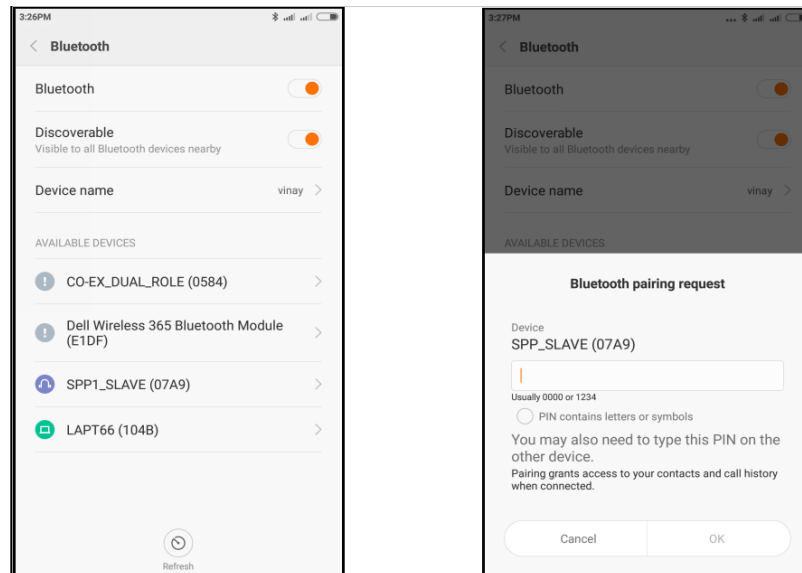 3:26PM
Bluetooth
Bluetooth
Discoverable
Visible to all Bluetooth devices nearby
Device name vinay
AVAILABLE DEVICES
CO-EX_DUAL_ROLE (0584)
Dell Wireless 365 Bluetooth Module
(E1DF)
SPP1_SLAVE (07A9)
LAPT66 (104B)
Refresh
3:27PM
Bluetooth
Bluetooth
Discoverable
Visible to all Bluetooth devices nearby
Device name vinay
AVAILABLE DEVICES
Bluetooth pairing request
Device
SPP_SLAVE (07A9)
Usually 0000 or 1234
PIN contains letters or symbols
You may also need to type this PIN on the
other device.
Pairing grants access to your contacts and call history
when connected.
Cancel OK